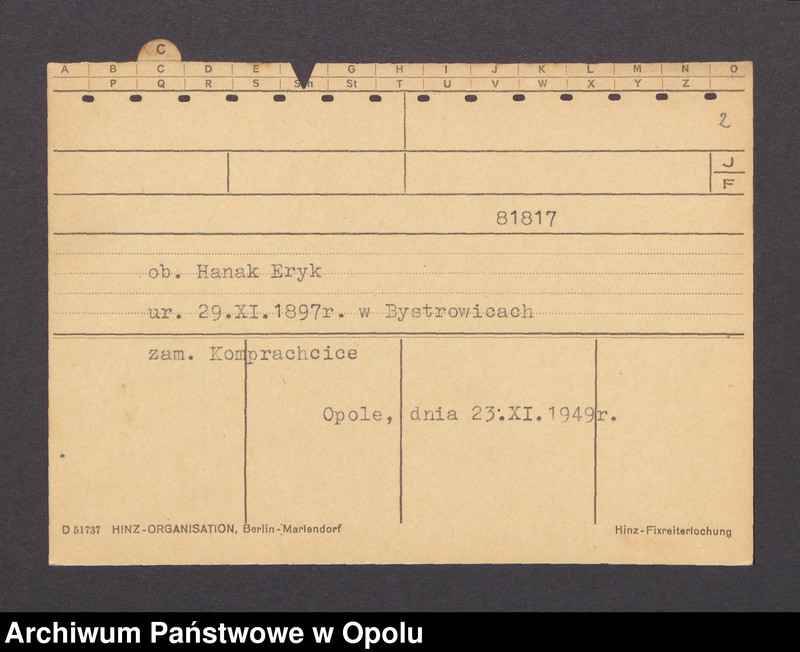 C
A B C D E G H I J K L M N O
P Q R S St T U V W X Y Z
2
J
F
81817
ob. Hanak Eryk
ur. 29.XI.1897r. w Bystrowicach
zam. Komprachcice
Opole, dnia 23.XI.1949r.
D 51737 HINZ-ORGANISATION, Berlin-Mariendorf Hinz-Fixreiterlochung
Archiwum Państwowe w Opolu